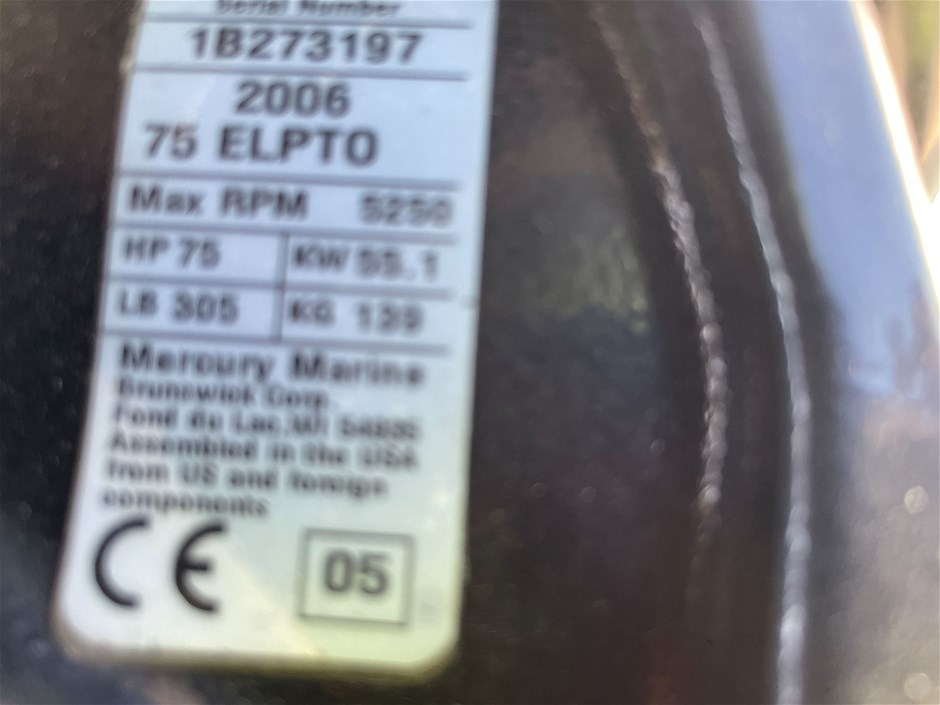 Serial Number
1B273197
2006
75 ELPTO
Max RPM 5250
HP 75 KW 55.1
LB 305 KG 139
Mercury Marine
Brunswick Corp.
Fond du Lac, WI 54935
Assembled in the USA
from US and foreign
components
CE 05